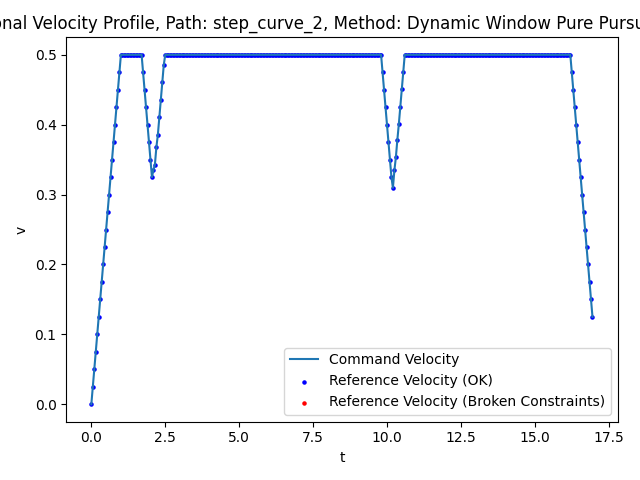 onal Velocity Profile, Path: step_curve_2, Method: Dynamic Window Pure Pursu
0.5
0.4
0.3
0.2
0.1
0.0
v
Command Velocity
Reference Velocity (OK)
Reference Velocity (Broken Constraints)
0.0 2.5 5.0 7.5 10.0 12.5 15.0 17.5
t